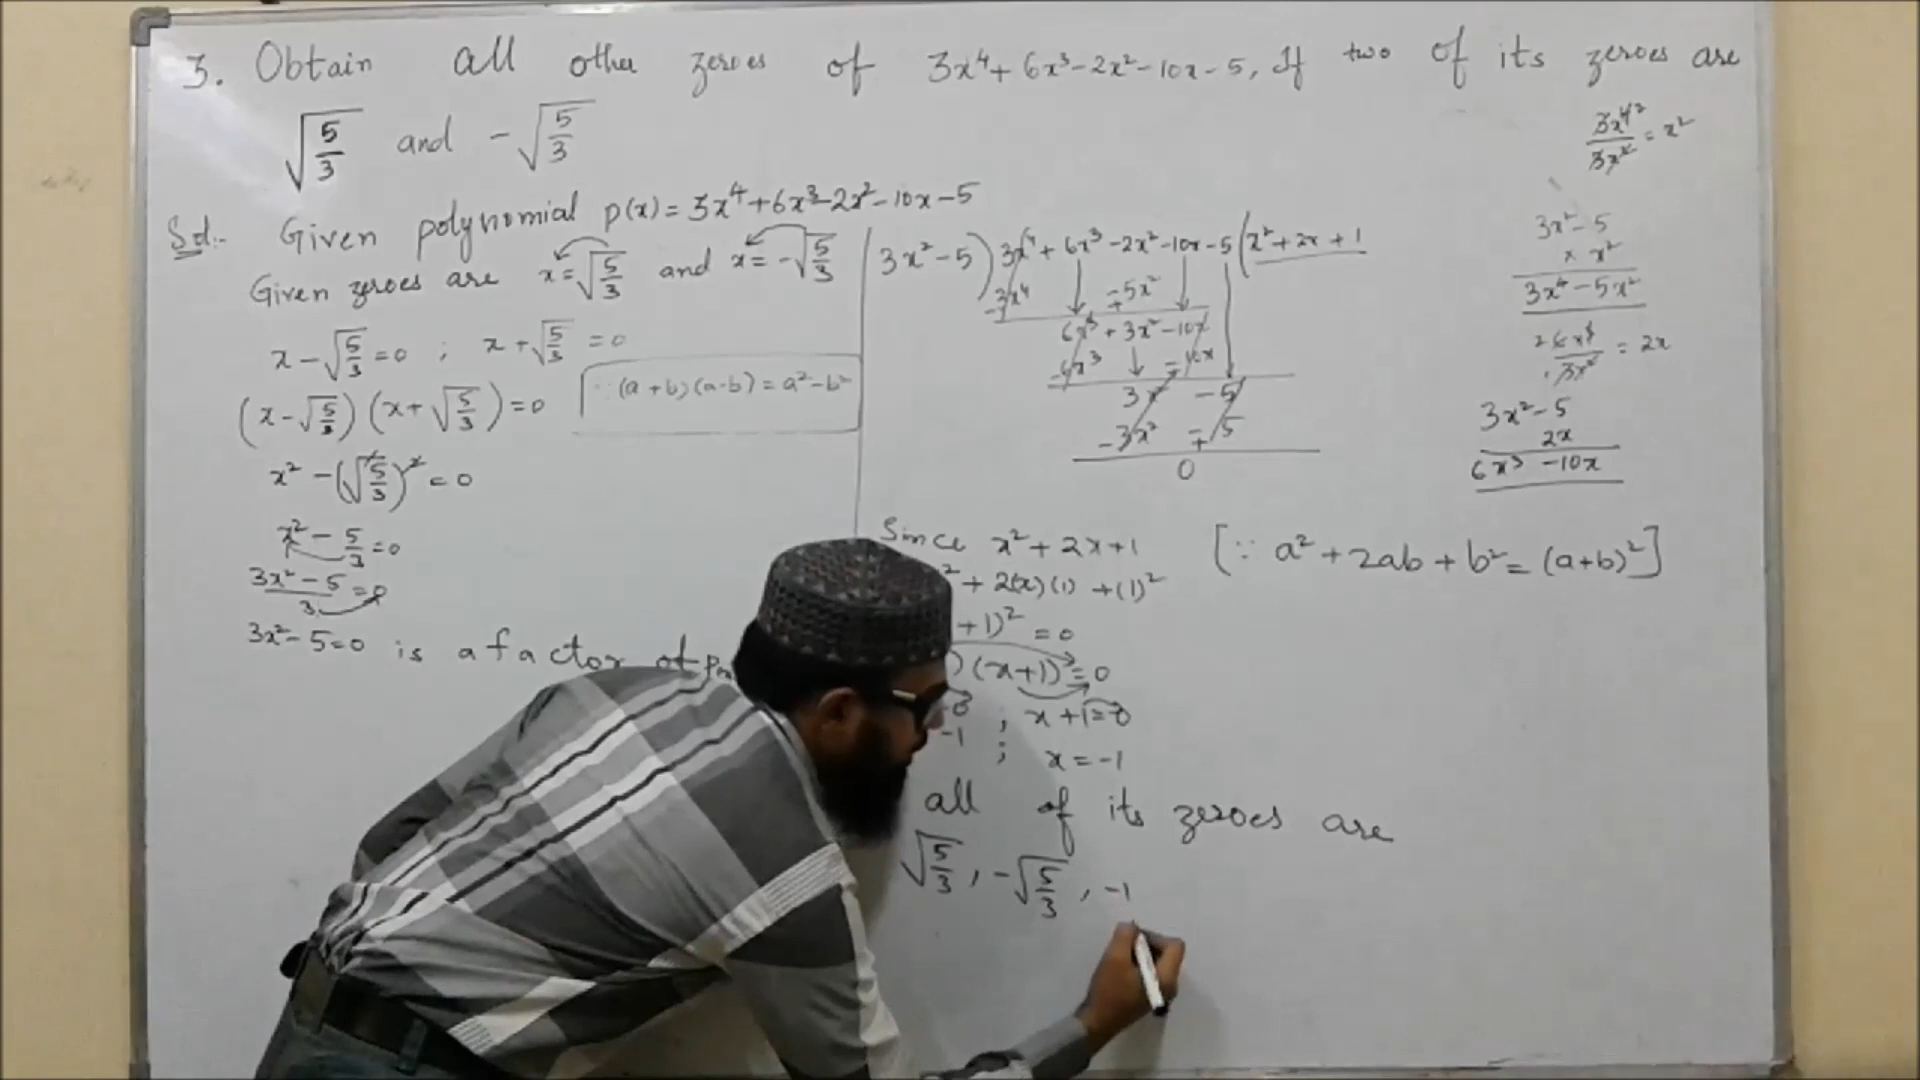 3. Obtain all other zeroes of 3x⁴+6x³-2x²-10x-5, If two of its zeroes are
√(5/3) and -√(5/3)
Sol:- Given polynomial p(x)=3x⁴+6x³-2x²-10x-5
Given zeroes are x=√(5/3) and x=-√(5/3)
x-√(5/3)=0 ; x+√(5/3)=0
(x-√(5/3))(x+√(5/3))=0
∵(a+b)(a-b)=a²-b²
x²-(√(5/3))²=0
x²-5/3=0
(3x²-5)/3=0
3x²-5=0 is a factor of
3x²-5)3x⁴+6x³-2x²-10x-5(x²+2x+1
-3x⁴ -5x²
+
6x³+3x²-10x
-6x³ -10x
+
3x² -5
-3x² -5
+
0
3x⁴/3x²=x²
3x²-5
× x²
3x⁴-5x²
6x³/3x²=2x
3x²-5
2x
6x³-10x
Since x²+2x+1 [∵ a²+2ab+b²=(a+b)²]
²+2(x)(1)+(1)²
+1)²=0
)(x+1)=0
; x+1=0
-1 ; x=-1
all of its zeroes are
√(5/3), -√(5/3), -1